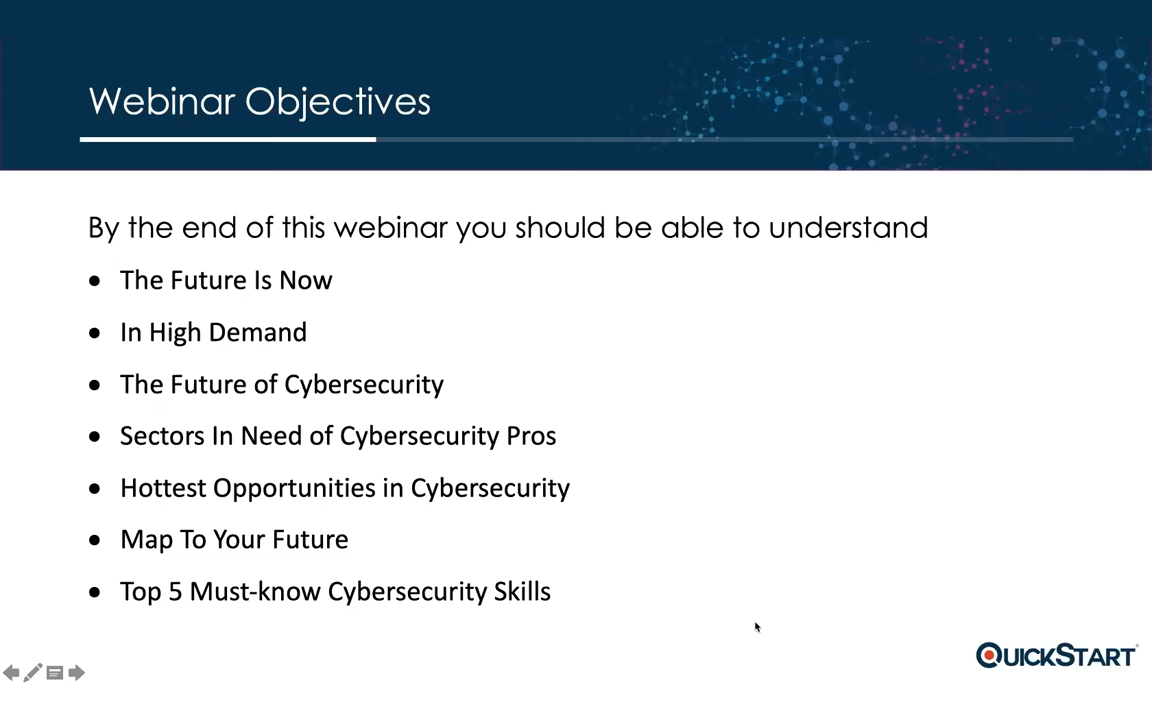 Webinar Objectives
By the end of this webinar you should be able to understand
• The Future Is Now
• In High Demand
• The Future of Cybersecurity
• Sectors In Need of Cybersecurity Pros
• Hottest Opportunities in Cybersecurity
• Map To Your Future
• Top 5 Must-know Cybersecurity Skills
QUICKSTART